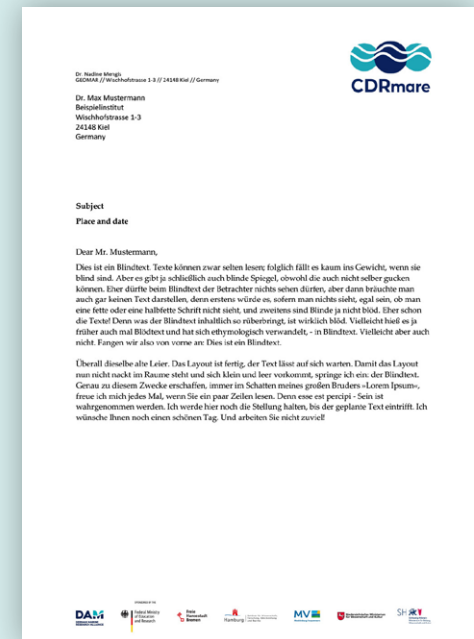 CDRmare
Dr. Nadine Mengis
GEOMAR // Wischhofstrasse 1-3 // 24148 Kiel // Germany
Dr. Max Mustermann
Beispielinstitut
Wischhofstrasse 1-3
24148 Kiel
Germany
Subject
Place and date
Dear Mr. Mustermann,
Dies ist ein Blindtext. Texte können zwar selten lesen; folglich fällt es kaum ins Gewicht, wenn sie
blind sind. Aber es gibt ja schließlich auch blinde Spiegel, obwohl die auch nicht selber gucken
können. Eher dürfte beim Blindtext der Betrachter nichts sehen dürfen, aber dann bräuchte man
auch gar keinen Text darstellen, denn erstens würde es, sofern man nichts sieht, egal sein, ob man
eine fette oder eine halbfette Schrift nicht sieht, und zweitens sind Blinde ja nicht blöd. Eher schon
die Texte! Denn was der Blindtext inhaltlich so rüberbringt, ist wirklich blöd. Vielleicht hieß es ja
früher auch mal Blödtext und hat sich ethymologisch verwandelt, - in Blindtext. Vielleicht aber auch
nicht. Fangen wir also von vorne an: Dies ist ein Blindtext.
Überall dieselbe alte Leier. Das Layout ist fertig, der Text lässt auf sich warten. Damit das Layout
nun nicht nackt im Raume steht und sich klein und leer vorkommt, springe ich ein: der Blindtext.
Genau zu diesem Zwecke erschaffen, immer im Schatten meines großen Bruders »Lorem Ipsum«,
freue ich mich jedes Mal, wenn Sie ein paar Zeilen lesen. Denn esse est percipi - Sein ist
wahrgenommen werden. Ich werde hier noch die Stellung halten, bis der geplante Text eintrifft. Ich
wünsche Ihnen noch einen schönen Tag. Und arbeiten Sie nicht zuviel!
DAM
Federal Ministry
of Education
and Research
Freie
Hansestadt
Bremen
Hamburg
MV
SH